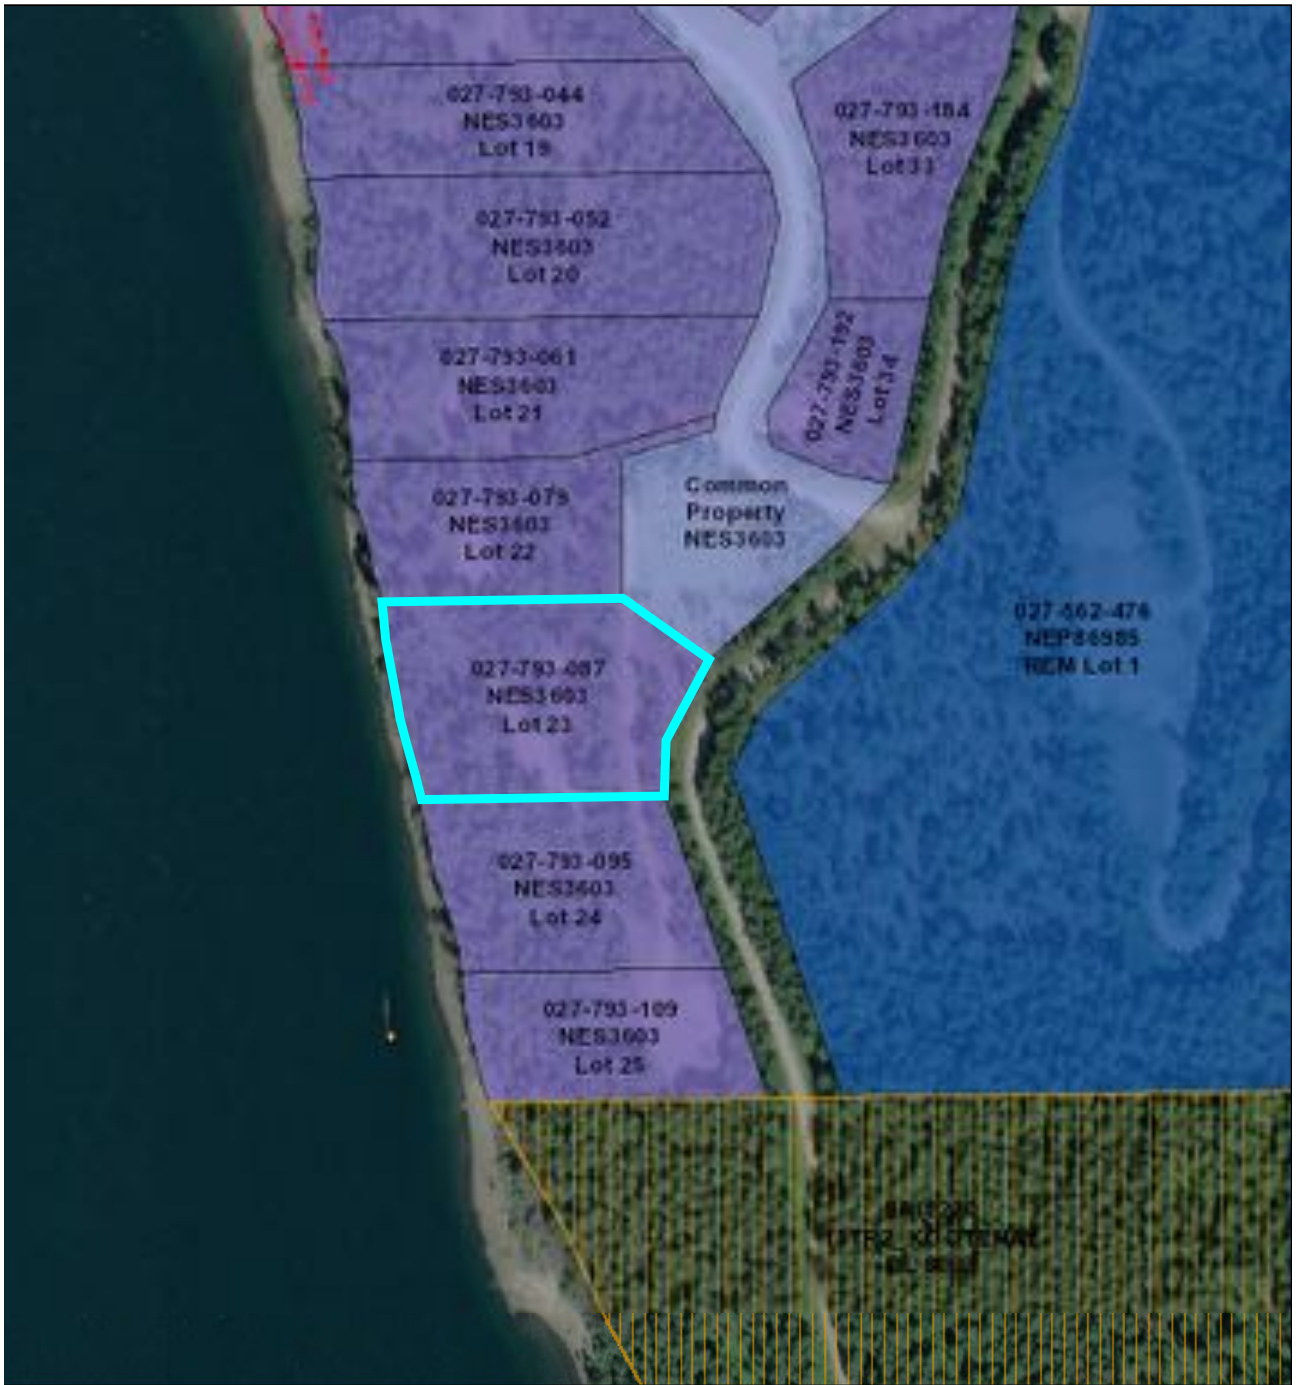 027-793-044
NES3603
Lot 19
027-793-184
NES3603
Lot 33
027-793-052
NES3603
Lot 20
027-793-061
NES3603
Lot 21
027-793-192
NES3603
Lot 34
027-793-079
NES3603
Lot 22
Common
Property
NES3603
027-562-476
NEP86985
REM Lot 1
027-793-087
NES3603
Lot 23
027-793-095
NES3603
Lot 24
027-793-109
NES3603
Lot 25